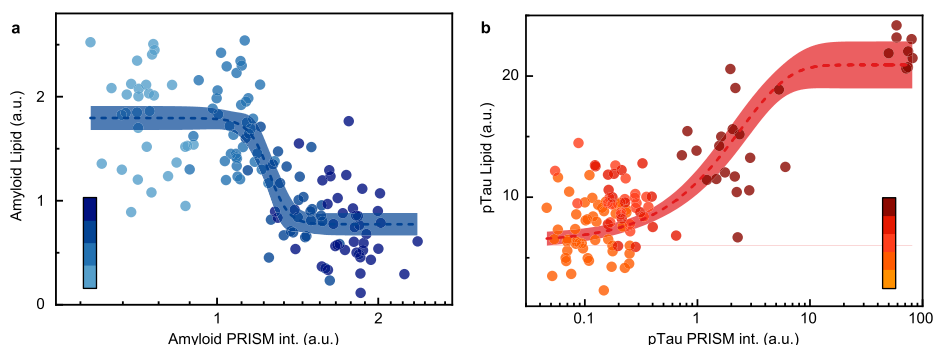 a
2
1
0
Amyloid Lipid (a.u.)
1
2
Amyloid PRISM int. (a.u.)
b
20
10
pTau Lipid (a.u.)
0.1
1
10
100
pTau PRISM int. (a.u.)